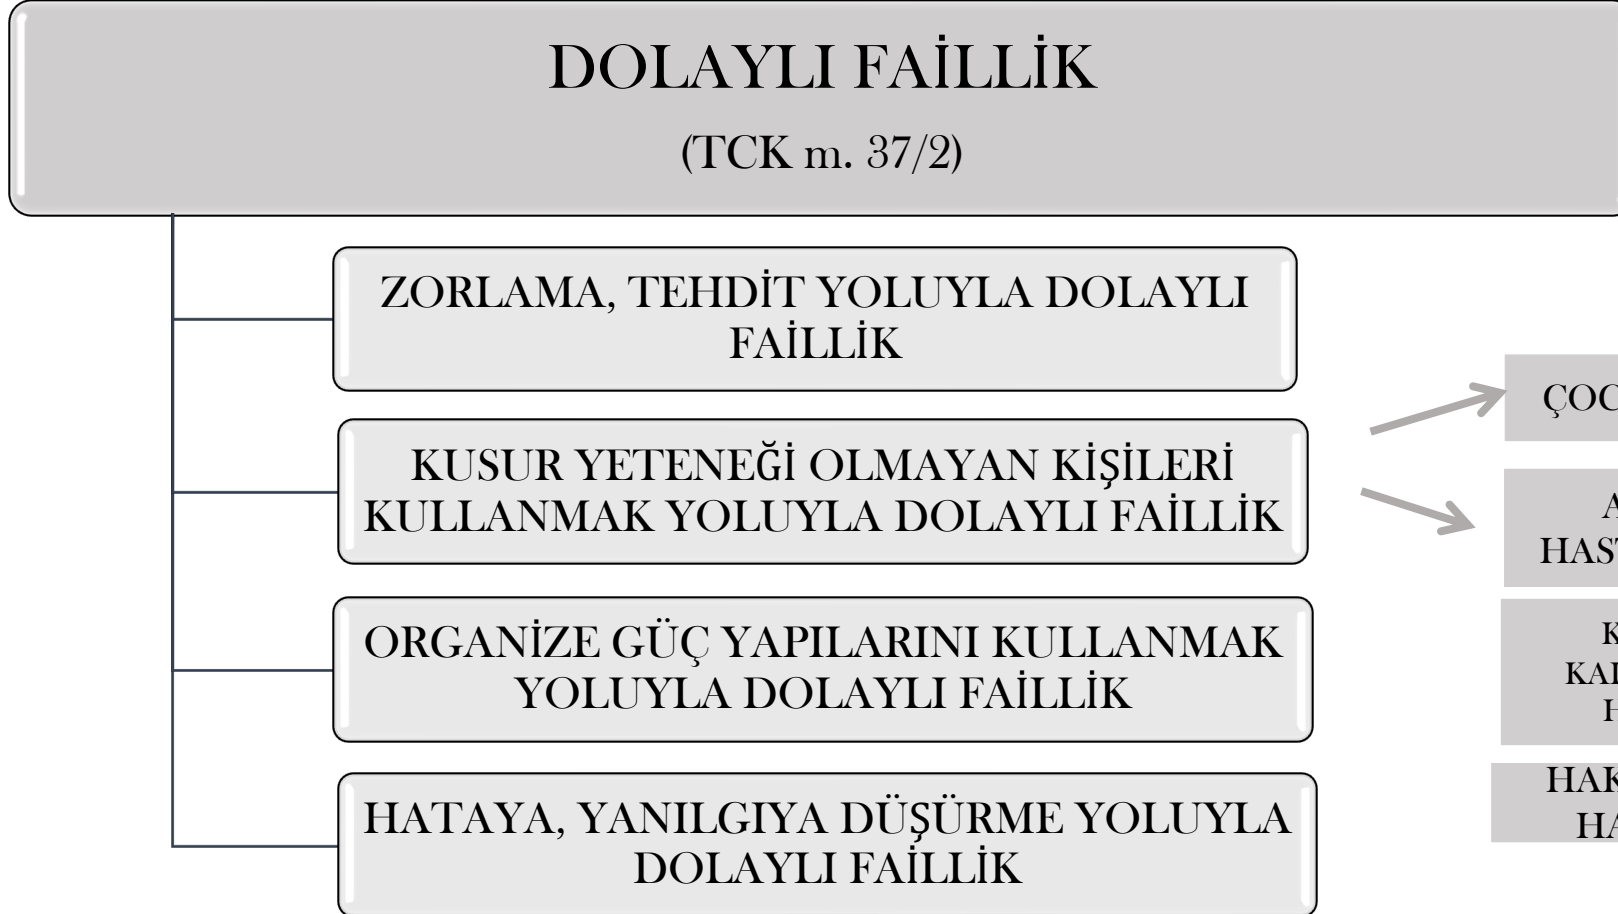 DOLAYLI FAİLLİK
(TCK m. 37/2)
ZORLAMA, TEHDİT YOLUYLA DOLAYLI
FAİLLİK
KUSUR YETENEĞİ OLMAYAN KİŞİLERİ
KULLANMAK YOLUYLA DOLAYLI FAİLLİK
ORGANİZE GÜÇ YAPILARINI KULLANMAK
YOLUYLA DOLAYLI FAİLLİK
HATAYA, YANILGIYA DÜŞÜRME YOLUYLA
DOLAYLI FAİLLİK